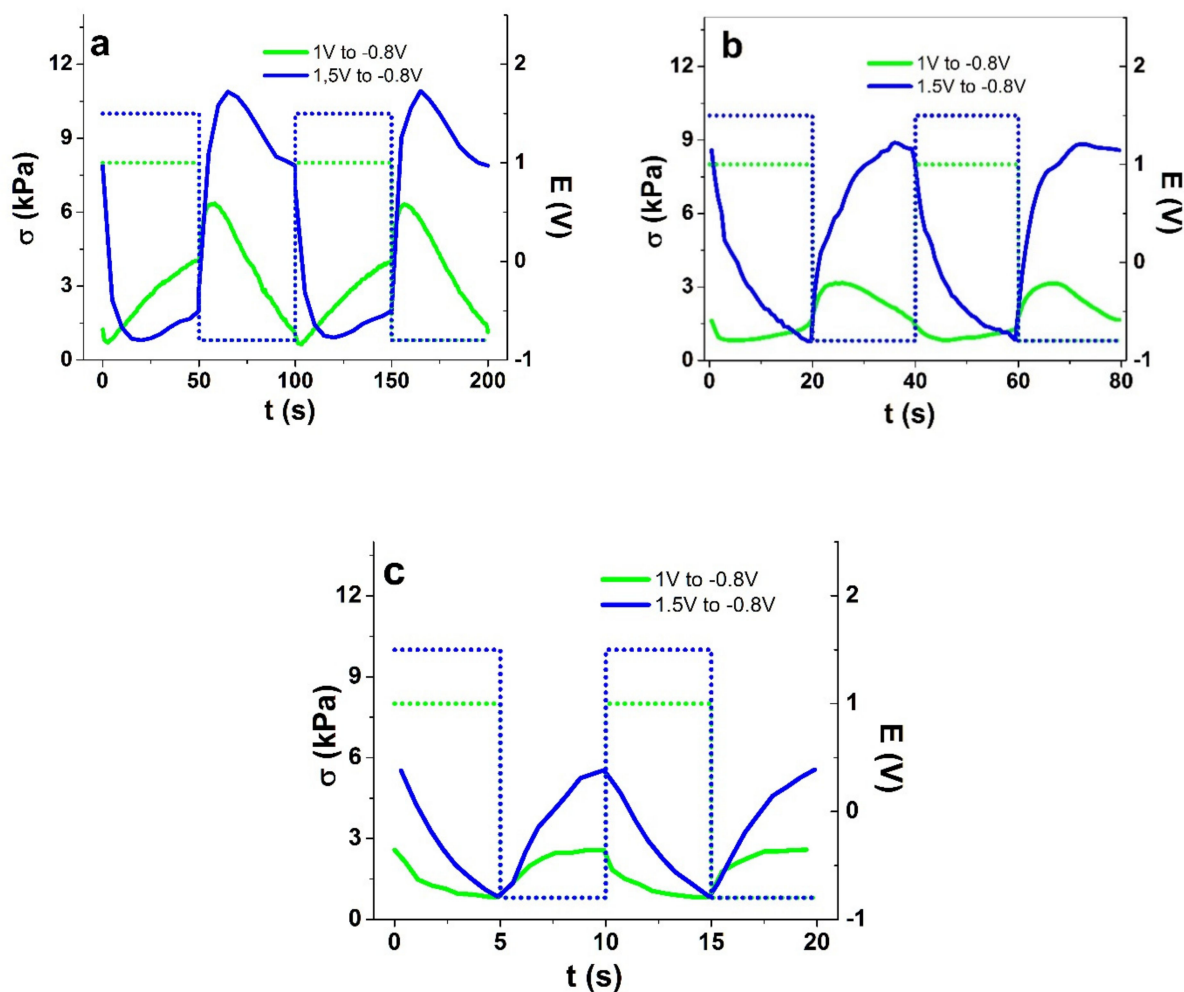 a
1V to -0.8V
1,5V to -0.8V
12
9
6
3
0
σ (kPa)
2
1
0
-1
E (V)
0
50
100
150
200
t (s)
b
1V to -0.8V
1.5V to -0.8V
12
9
6
3
0
σ (kPa)
2
1
0
-1
E (V)
0
20
40
60
80
t (s)
c
1V to -0.8V
1.5V to -0.8V
12
9
6
3
0
σ (kPa)
2
1
0
-1
E (V)
0
5
10
15
20
t (s)